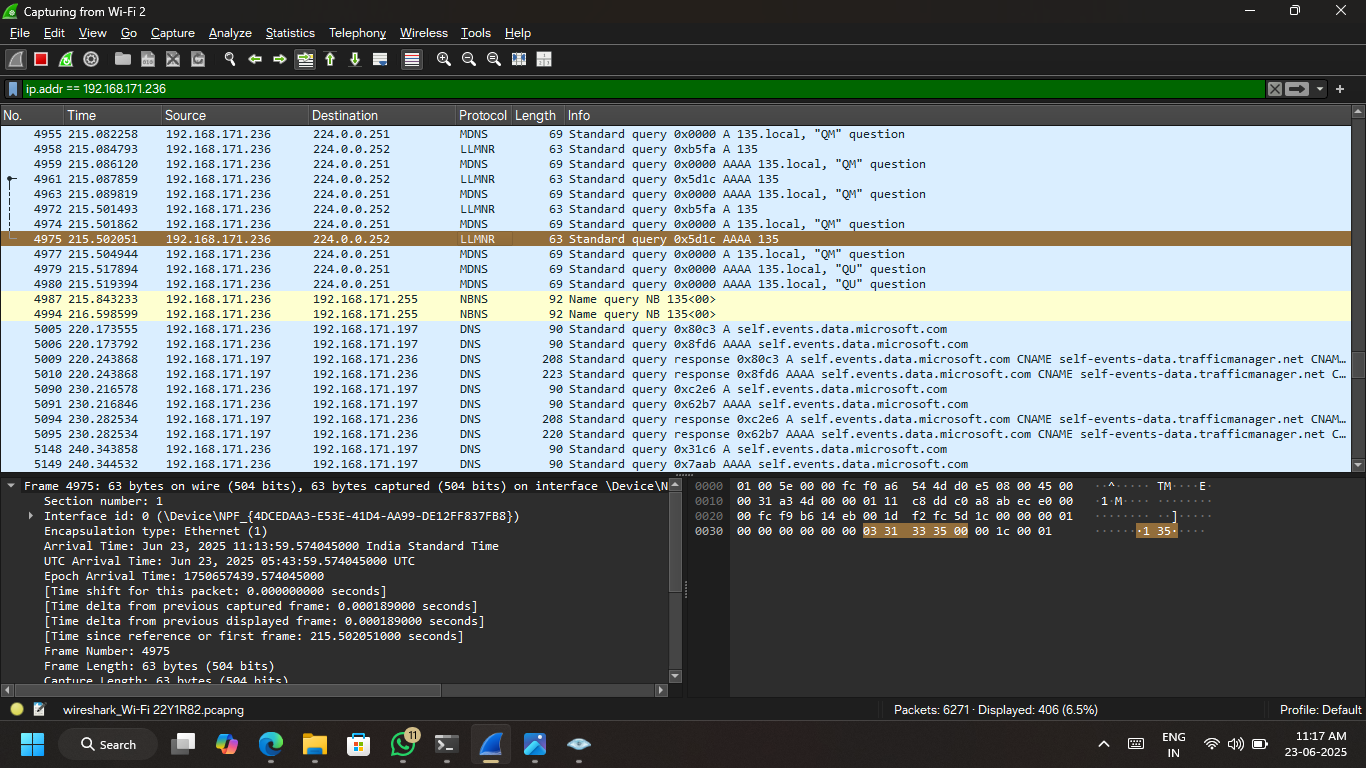 Capturing from Wi-Fi 2
File Edit View Go Capture Analyze Statistics Telephony Wireless Tools Help
ip.addr == 192.168.171.236
No. Time Source Destination Protocol Length Info
4955 215.082258 192.168.171.236 224.0.0.251 MDNS 69 Standard query 0x0000 A 135.local, "QM" question
4958 215.084793 192.168.171.236 224.0.0.252 LLMNR 63 Standard query 0xb5fa A 135
4959 215.086120 192.168.171.236 224.0.0.251 MDNS 69 Standard query 0x0000 AAAA 135.local, "QM" question
4961 215.087859 192.168.171.236 224.0.0.252 LLMNR 63 Standard query 0x5d1c AAAA 135
4963 215.089819 192.168.171.236 224.0.0.251 MDNS 69 Standard query 0x0000 AAAA 135.local, "QM" question
4972 215.501493 192.168.171.236 224.0.0.252 LLMNR 63 Standard query 0xb5fa A 135
4974 215.501862 192.168.171.236 224.0.0.251 MDNS 69 Standard query 0x0000 A 135.local, "QM" question
4975 215.502051 192.168.171.236 224.0.0.252 LLMNR 63 Standard query 0x5d1c AAAA 135
4977 215.504944 192.168.171.236 224.0.0.251 MDNS 69 Standard query 0x0000 A 135.local, "QM" question
4979 215.517894 192.168.171.236 224.0.0.251 MDNS 69 Standard query 0x0000 AAAA 135.local, "QU" question
4980 215.519394 192.168.171.236 224.0.0.251 MDNS 69 Standard query 0x0000 AAAA 135.local, "QU" question
4987 215.843233 192.168.171.236 192.168.171.255 NBNS 92 Name query NB 135<00>
4994 216.598599 192.168.171.236 192.168.171.255 NBNS 92 Name query NB 135<00>
5005 220.173555 192.168.171.236 192.168.171.197 DNS 90 Standard query 0x80c3 A self.events.data.microsoft.com
5006 220.173792 192.168.171.236 192.168.171.197 DNS 90 Standard query 0x8fd6 AAAA self.events.data.microsoft.com
5009 220.243868 192.168.171.197 192.168.171.236 DNS 208 Standard query response 0x80c3 A self.events.data.microsoft.com CNAME self-events-data.trafficmanager.net CNAM…
5010 220.243868 192.168.171.197 192.168.171.236 DNS 223 Standard query response 0x8fd6 AAAA self.events.data.microsoft.com CNAME self-events-data.trafficmanager.net C…
5090 230.216578 192.168.171.236 192.168.171.197 DNS 90 Standard query 0xc2e6 A self.events.data.microsoft.com
5091 230.216846 192.168.171.236 192.168.171.197 DNS 90 Standard query 0x62b7 AAAA self.events.data.microsoft.com
5094 230.282534 192.168.171.197 192.168.171.236 DNS 208 Standard query response 0xc2e6 A self.events.data.microsoft.com CNAME self-events-data.trafficmanager.net CNAM…
5095 230.282534 192.168.171.197 192.168.171.236 DNS 220 Standard query response 0x62b7 AAAA self.events.data.microsoft.com CNAME self-events-data.trafficmanager.net C…
5148 240.343858 192.168.171.236 192.168.171.197 DNS 90 Standard query 0x31c6 A self.events.data.microsoft.com
5149 240.344532 192.168.171.236 192.168.171.197 DNS 90 Standard query 0x7aab AAAA self.events.data.microsoft.com
Frame 4975: 63 bytes on wire (504 bits), 63 bytes captured (504 bits) on interface \Device\N
Section number: 1
Interface id: 0 (\Device\NPF_{4DCEDAA3-E53E-41D4-AA99-DE12FF837FB8})
Encapsulation type: Ethernet (1)
Arrival Time: Jun 23, 2025 11:13:59.574045000 India Standard Time
UTC Arrival Time: Jun 23, 2025 05:43:59.574045000 UTC
Epoch Arrival Time: 1750657439.574045000
[Time shift for this packet: 0.000000000 seconds]
[Time delta from previous captured frame: 0.000189000 seconds]
[Time delta from previous displayed frame: 0.000189000 seconds]
[Time since reference or first frame: 215.502051000 seconds]
Frame Number: 4975
Frame Length: 63 bytes (504 bits)
Capture Length: 63 bytes (504 bits)
0000 01 00 5e 00 00 fc f0 a6 54 4d d0 e5 08 00 45 00 ··^····· TM····E·
0010 00 31 a3 4d 00 00 01 11 c8 dd c0 a8 ab ec e0 00 ·1·M···· ········
0020 00 fc f9 b6 14 eb 00 1d f2 fc 5d 1c 00 00 00 01 ········ ··]·····
0030 00 00 00 00 00 00 03 31 33 35 00 00 1c 00 01 ·······1 35·····
wireshark_Wi-Fi 22Y1R82.pcapng
Packets: 6271 · Displayed: 406 (6.5%)
Profile: Default
Search
11
ENG
IN
11:17 AM
23-06-2025